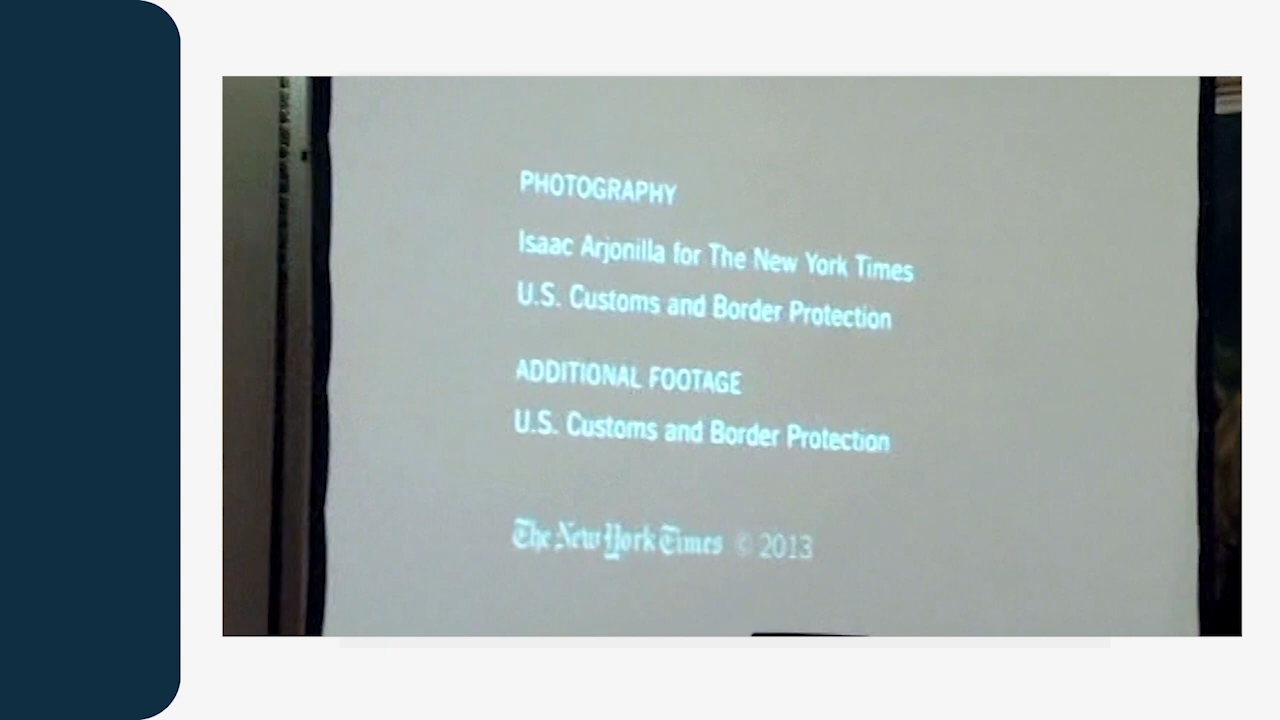 PHOTOGRAPHY
Isaac Arjonilla for The New York Times
U.S. Customs and Border Protection
ADDITIONAL FOOTAGE
U.S. Customs and Border Protection
The New York Times © 2013